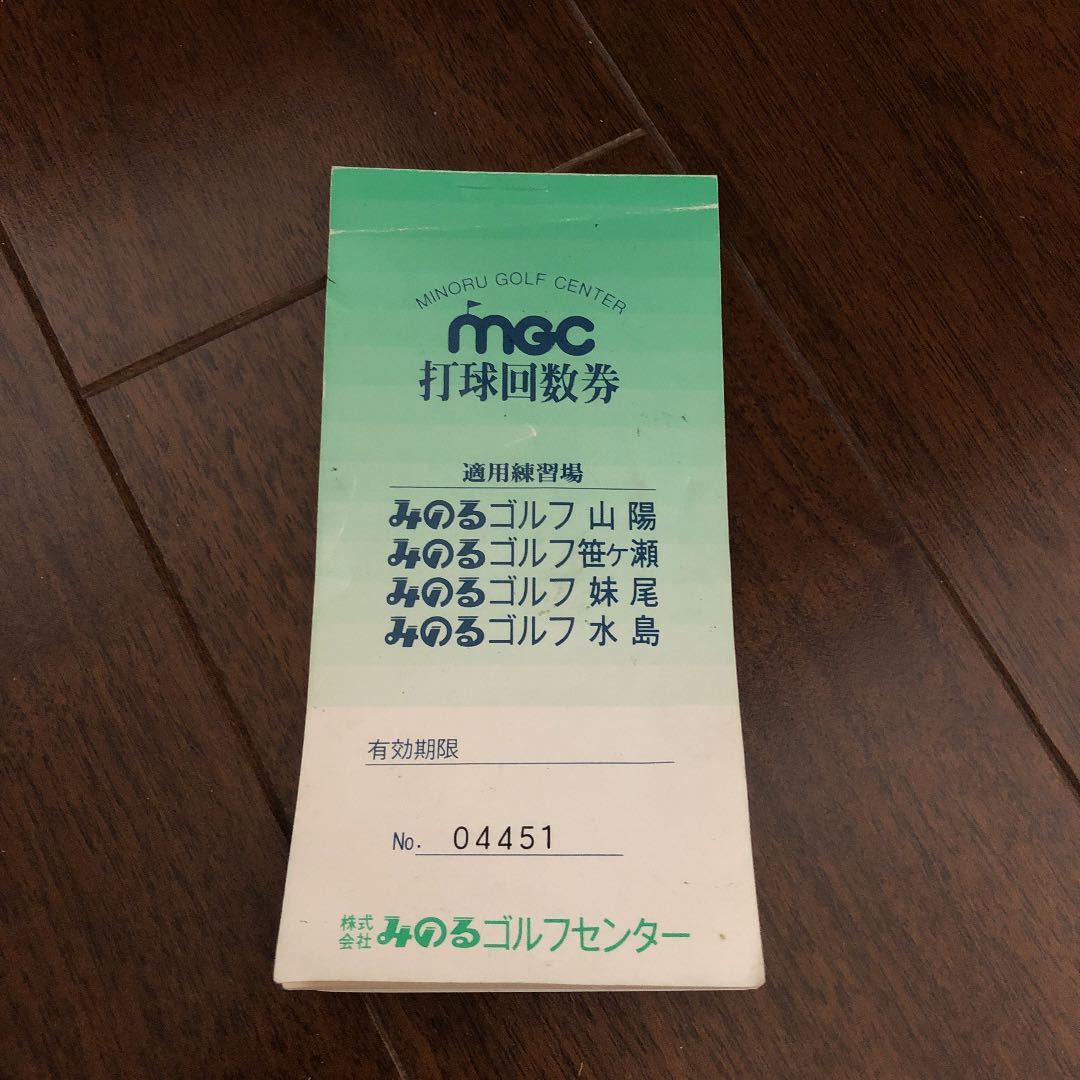 MINORU GOLF CENTER
MGC
打球回数券
適用練習場
みのるゴルフ 山陽
みのるゴルフ笹ヶ瀬
みのるゴルフ 妹尾
みのるゴルフ 水島
有効期限
No. 04451
株式会社 みのるゴルフセンター